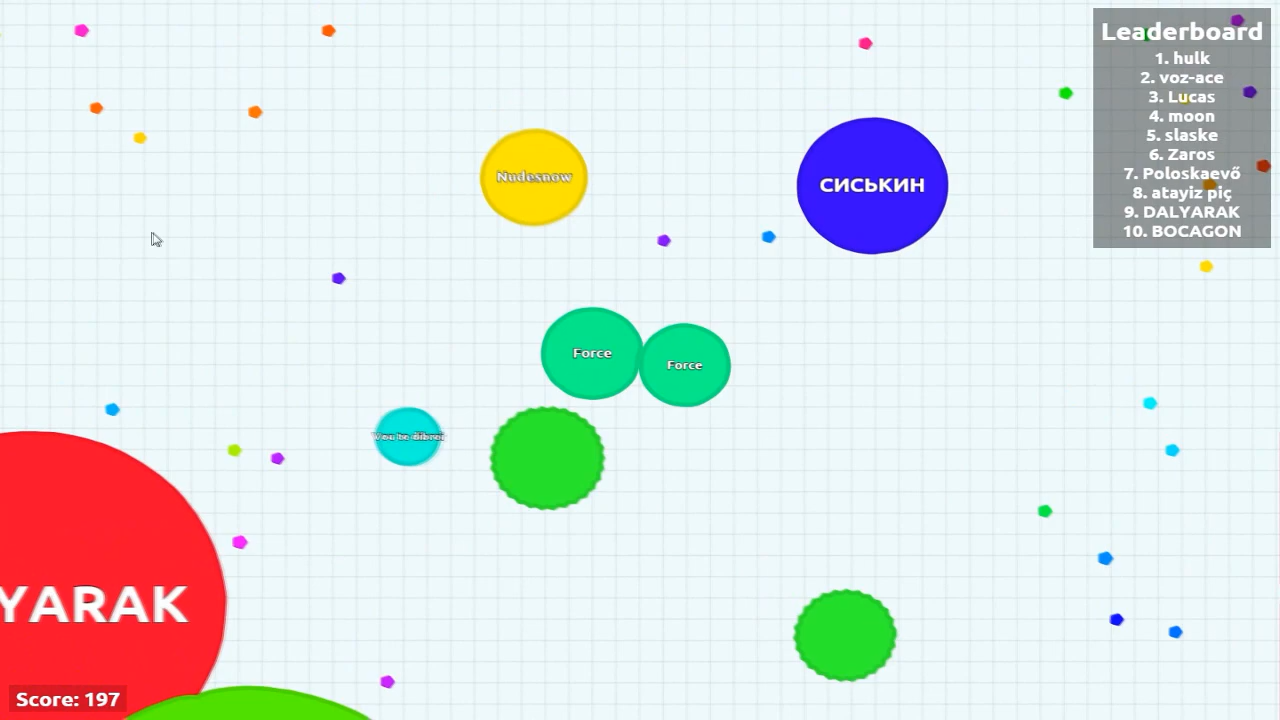 Leaderboard
1. hulk
2. voz-ace
3. Lucas
4. moon
5. slaske
6. Zaros
7. Poloskaevő
8. atayiz piç
9. DALYARAK
10. BOCAGON
Nudesnow
СИСЬКИН
Force
Force
YARAK
Score: 197